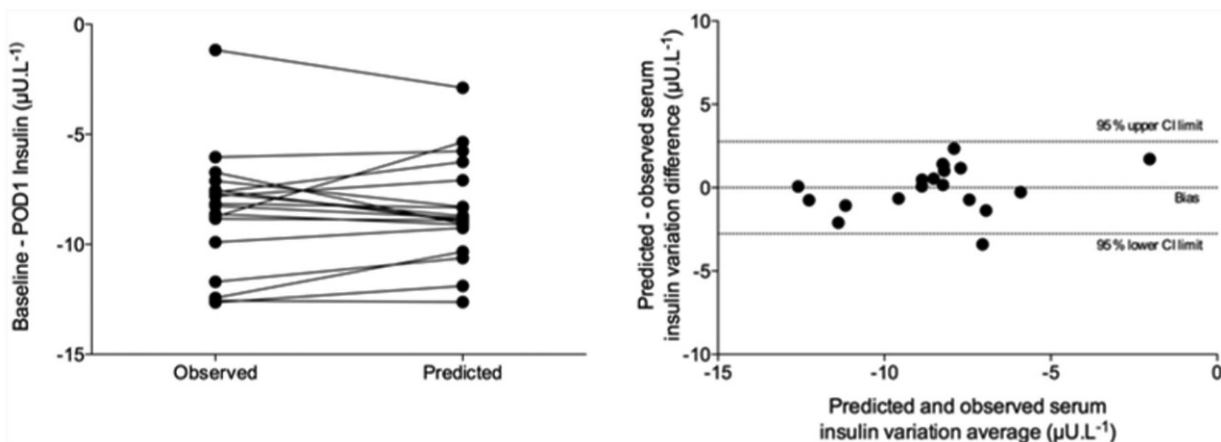 Baseline - POD1 Insulin (µU.L-1)
0
-5
-10
-15
Observed Predicted
Predicted - observed serum
insulin variation difference (µU.L-1)
10
5
0
-5
-10
95 % upper CI limit
Bias
95 % lower CI limit
-15 -10 -5 0
Predicted and observed serum
insulin variation average (µU.L-1)